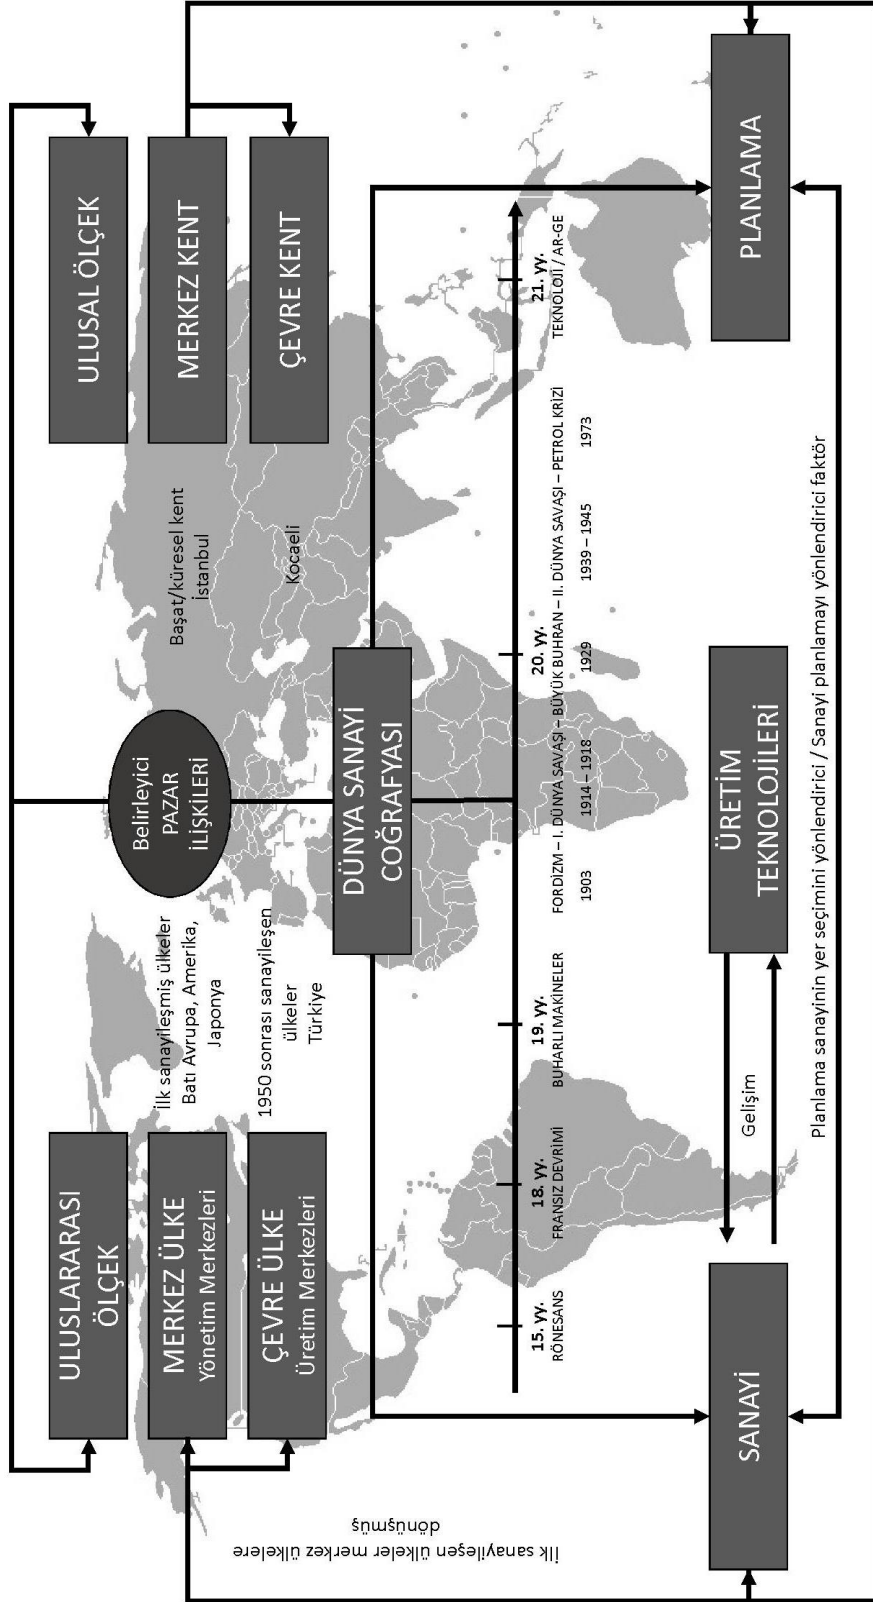 ULUSLARARASI
ÖLÇEK
MERKEZ ÜLKE
Yönetim Merkezleri
ÇEVRE ÜLKE
Üretim Merkezleri
İlk sanayileşmiş ülkeler
Batı Avrupa, Amerika,
Japonya
1950 sonrası sanayileşen
ülkeler
Türkiye
Belirleyici
PAZAR
İLİŞKİLERİ
Başat/küresel kent
İstanbul
Kocaeli
ULUSAL ÖLÇEK
MERKEZ KENT
ÇEVRE KENT
İlk sanayileşen ülkeler merkez ülkelere
dönüşmüş
DÜNYA SANAYİ
COĞRAFYASI
15. yy.
RÖNESANS
18. yy.
FRANSIZ DEVRİMİ
19. yy.
BUHARLI MAKİNELER
20. yy.
FORDİZM – I. DÜNYA SAVAŞI – BÜYÜK BUHRAN – II. DÜNYA SAVAŞI – PETROL KRİZİ
1903 1914 – 1918 1929 1939 – 1945 1973
21. yy.
TEKNOLOJİ / AR-GE
SANAYİ
Gelişim
ÜRETİM
TEKNOLOJİLERİ
PLANLAMA
Planlama sanayinin yer seçimini yönlendirici / Sanayi planlamayı yönlendirici faktör